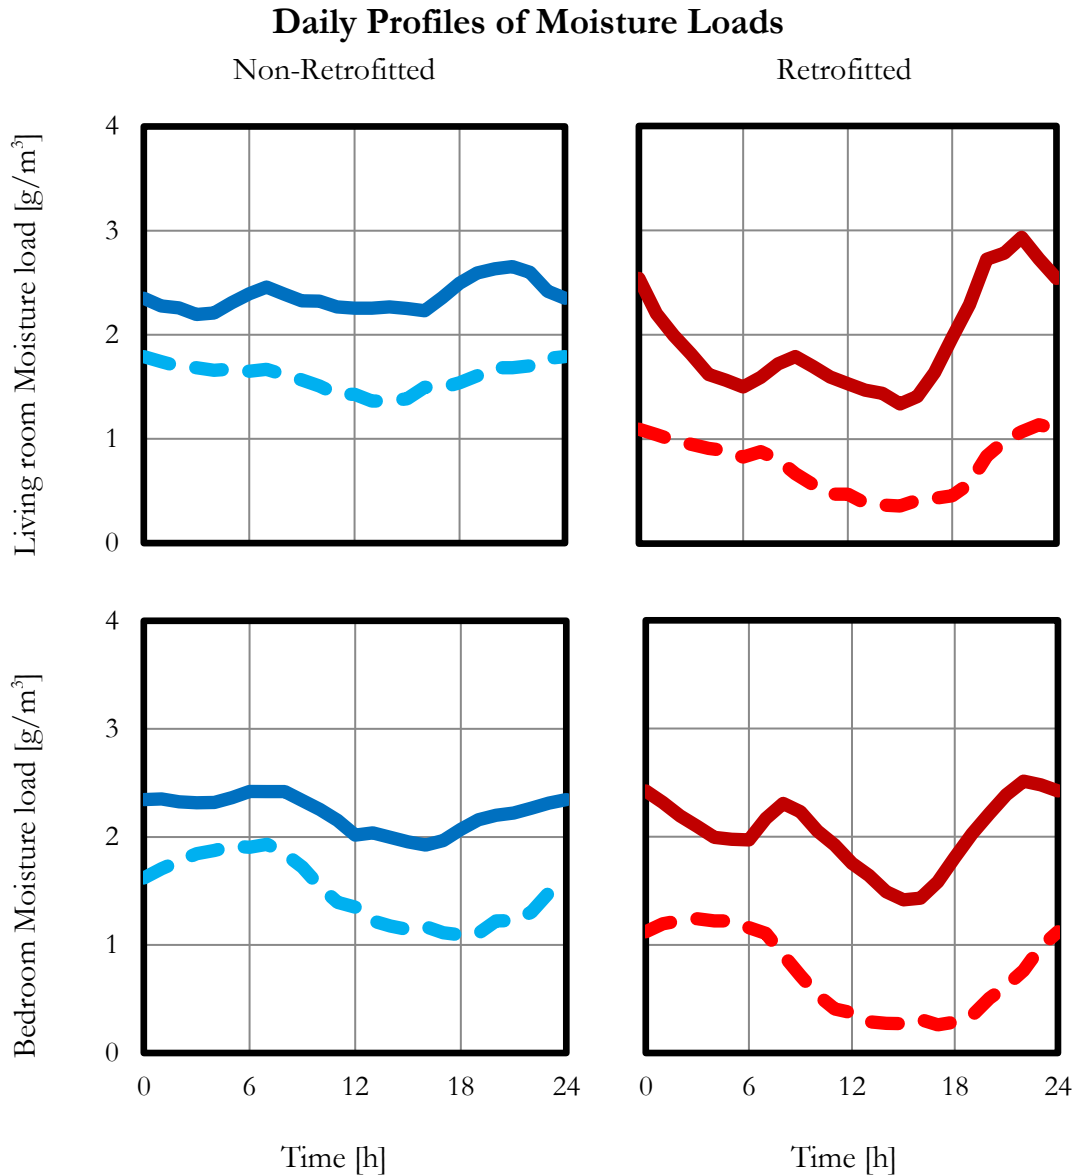 Daily Profiles of Moisture Loads
Non-Retrofitted
Retrofitted
Living room Moisture load [g/m³]
4
3
2
1
0
Bedroom Moisture load [g/m³]
4
3
2
1
0
0 6 12 18 24
0 6 12 18 24
Time [h]
Time [h]